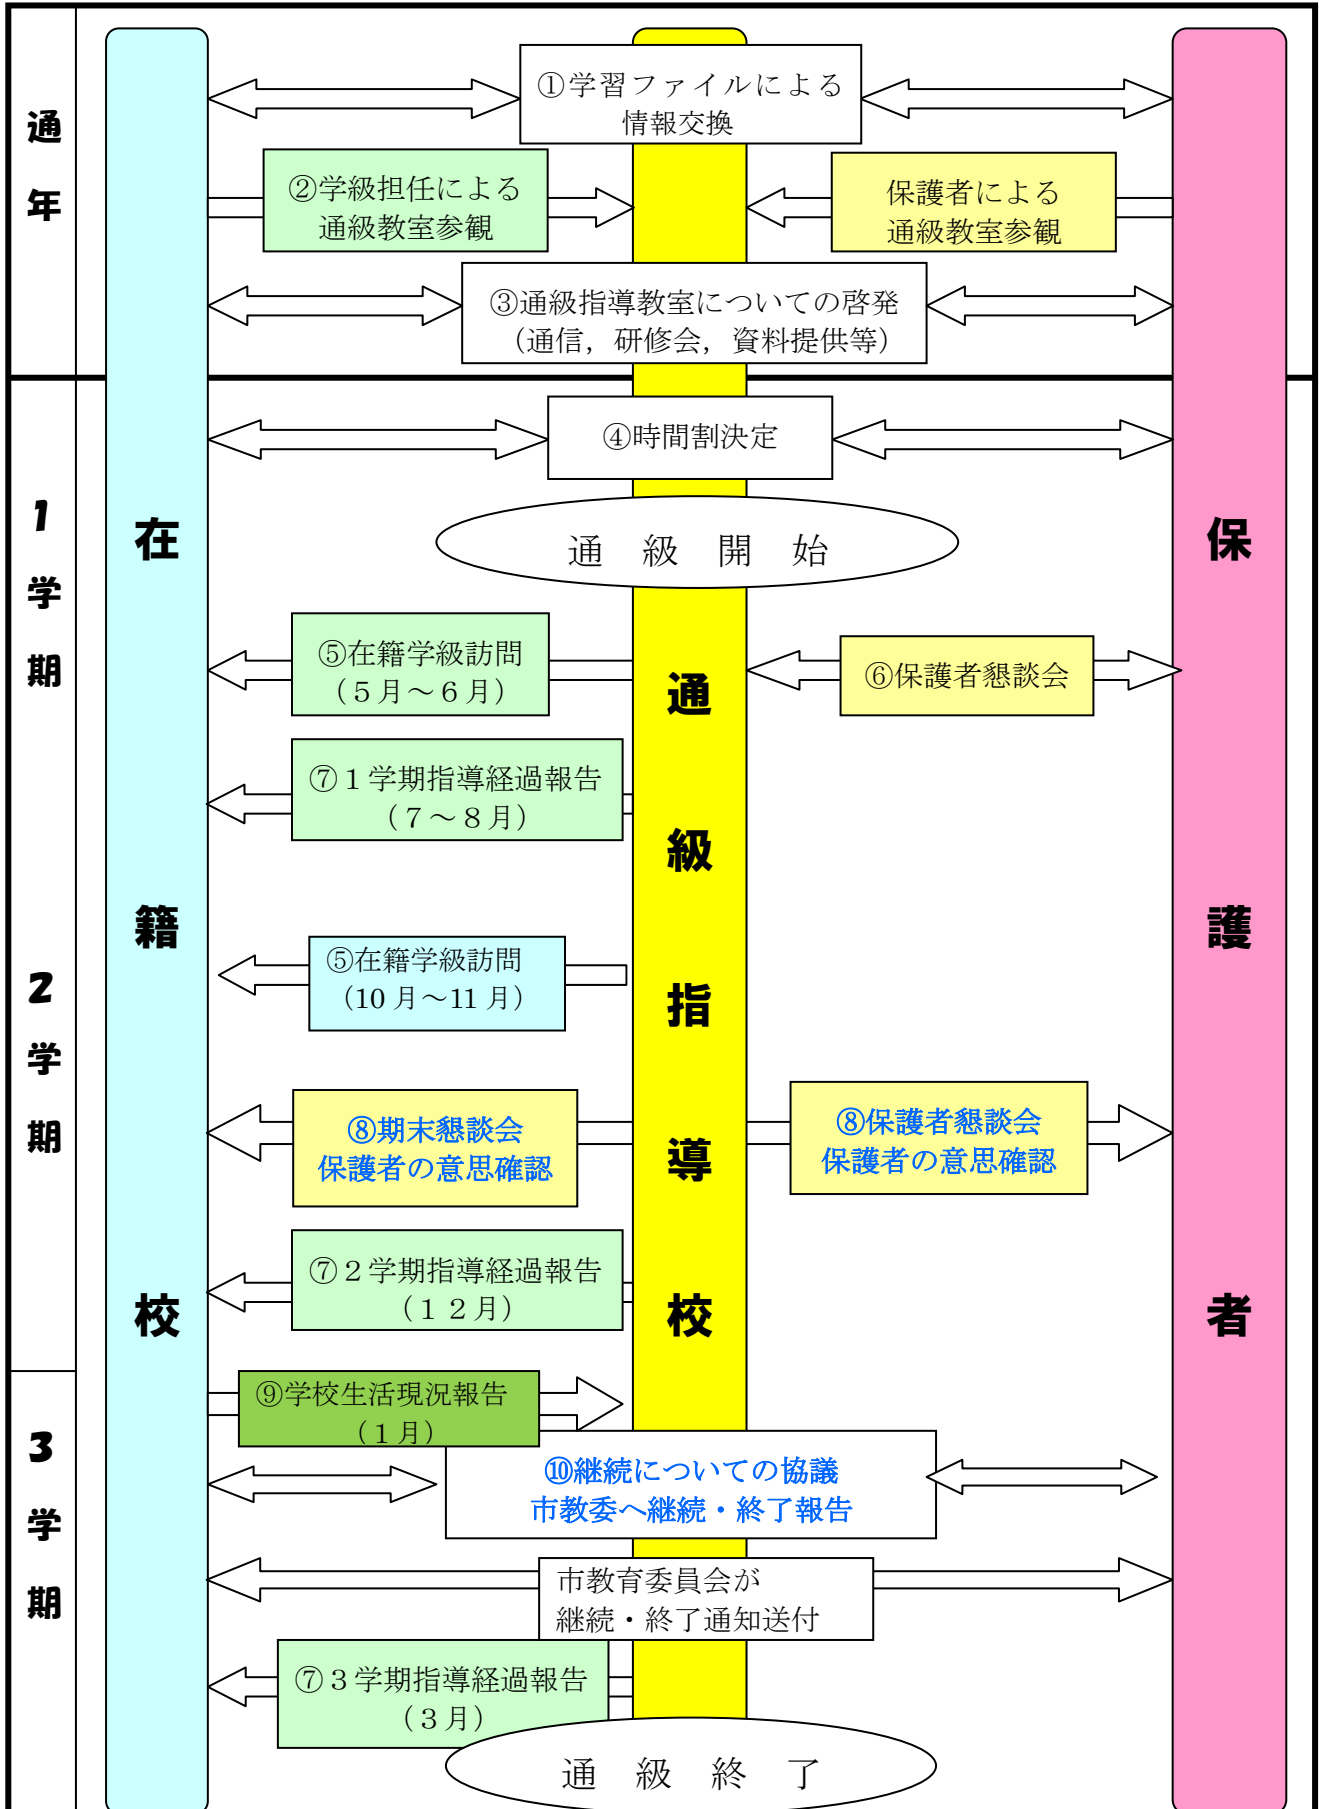 通年
①学習ファイルによる
情報交換
②学級担任による
通級教室参観
保護者による
通級教室参観
③通級指導教室についての啓発
（通信，研修会，資料提供等）
1学期
④時間割決定
通級開始
在籍校
通級指導校
保護者
⑤在籍学級訪問
（５月～６月）
⑥保護者懇談会
⑦１学期指導経過報告
（７～８月）
2学期
⑤在籍学級訪問
（10月～11月）
⑧期末懇談会
保護者の意思確認
⑧保護者懇談会
保護者の意思確認
⑦２学期指導経過報告
（１２月）
3学期
⑨学校生活現況報告
（１月）
⑩継続についての協議
市教委へ継続・終了報告
市教育委員会が
継続・終了通知送付
⑦３学期指導経過報告
（３月）
通級終了